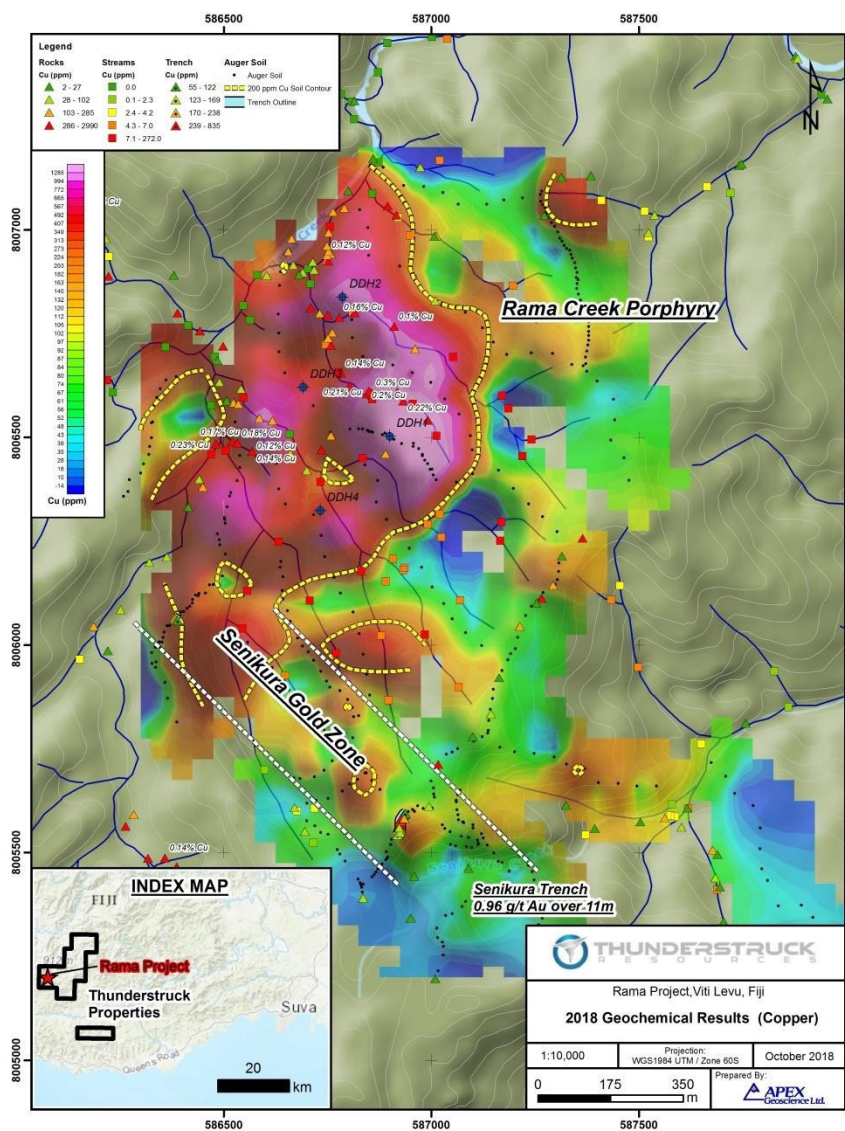 586500 587000 587500
Legend
Rocks Streams Trench
Cu (ppm) Cu (ppm) Cu (ppm) Auger Soil
2 - 27 0.0 55 - 122 Auger Soil
28 - 102 0.1 - 2.3 123 - 169 200 ppm Cu Soil Contour
103 - 285 2.4 - 4.2 170 - 238 Trench Outline
286 - 2990 4.3 - 7.0 239 - 835
7.1 - 272.0
N
Cu (ppm)
8007000
8006500
8006000
8005500
8005000
0.12% Cu
DDH2
0.16% Cu
0.1% Cu
Rama Creek Porphyry
0.14% Cu
DDH3
0.3% Cu
0.21% Cu
0.2% Cu
0.22% Cu
DDH1
0.17% Cu
0.18% Cu
0.23% Cu
0.12% Cu
0.14% Cu
DDH4
Senikura Gold Zone
Senikura Creek
0.14% Cu
Senikura Trench
0.96 g/t Au over 11m
INDEX MAP
FIJI
912m
Rama Project
Thunderstruck
Properties
Suva
Queen's Road
20
km
THUNDERSTRUCK
RESOURCES
Rama Project,Viti Levu, Fiji
2018 Geochemical Results (Copper)
1:10,000
Projection:
WGS1984 UTM / Zone 60S
October 2018
0 175 350
m
Prepared By:
APEX
Geoscience Ltd.
586500 587000 587500